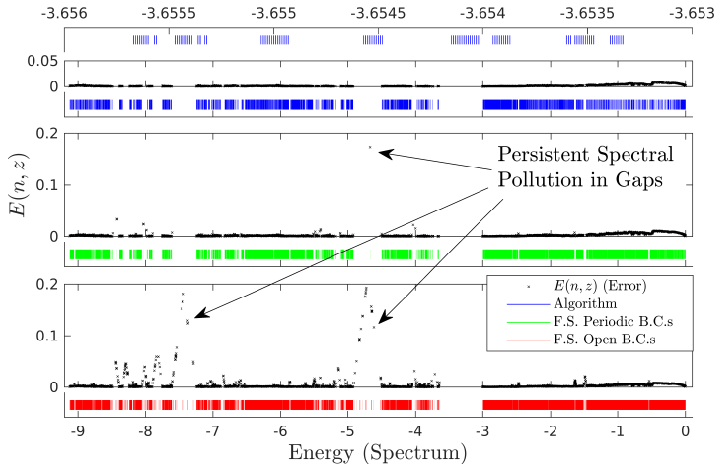 -3.656 -3.6555 -3.655 -3.6545 -3.654 -3.6535 -3.653
0.05
0
0.2
0.1
0
Persistent Spectral
Pollution in Gaps
E(n, z)
0.2
0.1
0
E(n, z) (Error)
Algorithm
F.S. Periodic B.C.s
F.S. Open B.C.s
-9 -8 -7 -6 -5 -4 -3 -2 -1 0
Energy (Spectrum)